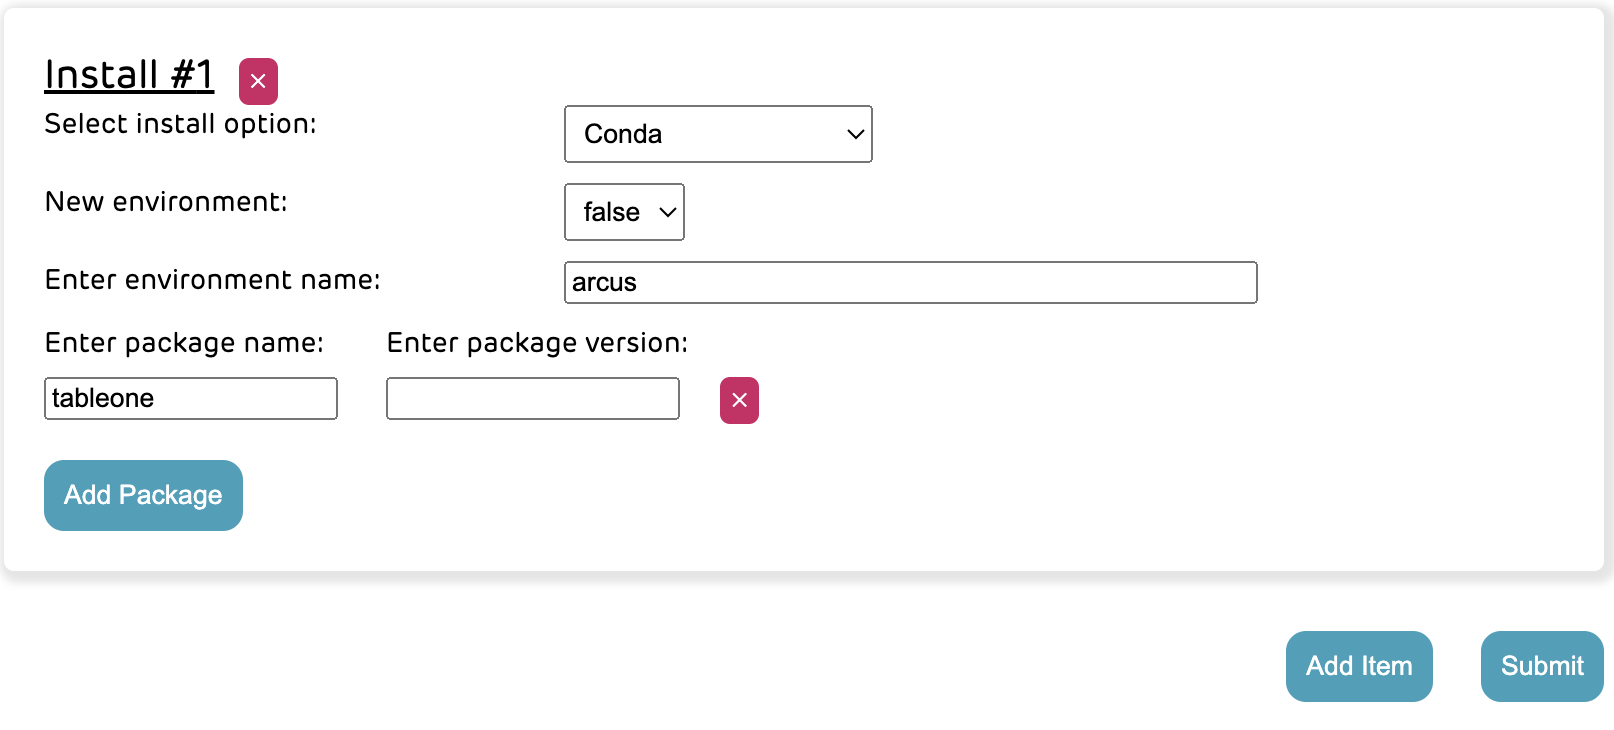 Install #1 ×
Select install option: Conda
New environment: false
Enter environment name: arcus
Enter package name: Enter package version:
tableone ×
Add Package
Add Item Submit